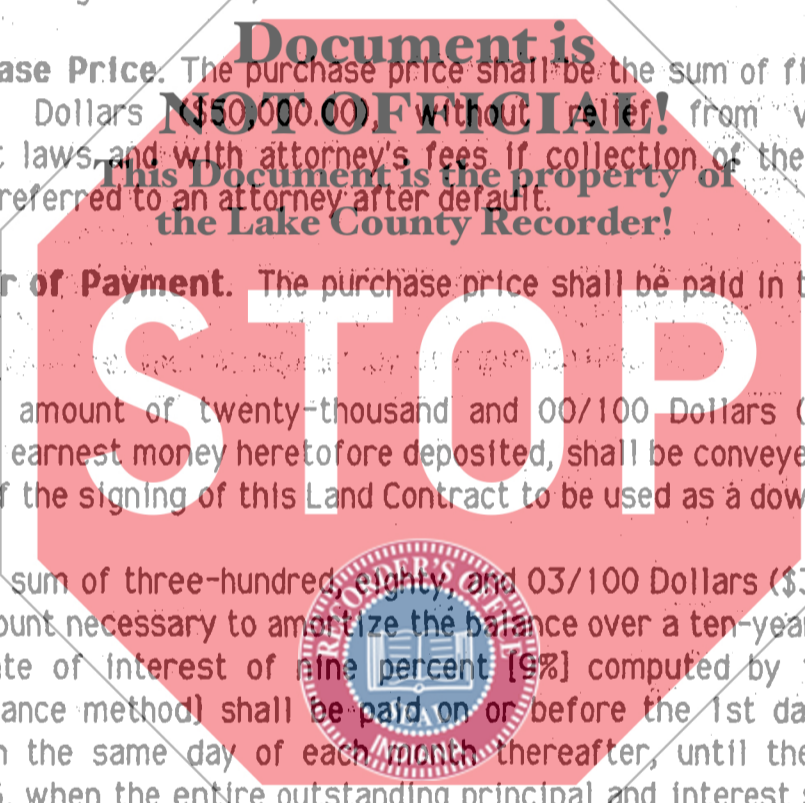 Document is
ase Price. The purchase price shall be the sum of fi
NOT OFFICIAL!
Dollars ($50,000.00), without relief from v
t laws and with attorney's fees if collection of the
This Document is the property of
referred to an attorney after default.
the Lake County Recorder!
r of Payment. The purchase price shall be paid in t
STOP
amount of twenty-thousand and 00/100 Dollars (
earnest money heretofore deposited, shall be conveye
f the signing of this Land Contract to be used as a dow
sum of three-hundred, eighty, and 03/100 Dollars ($3
ount necessary to amortize the balance over a ten-yea
te of interest of nine percent [9%] computed by
ance method) shall be paid on or before the 1st da
n the same day of each month thereafter, until the
, when the entire outstanding principal and interest
RECORDER'S OFFICE
SEAL
INDIANA